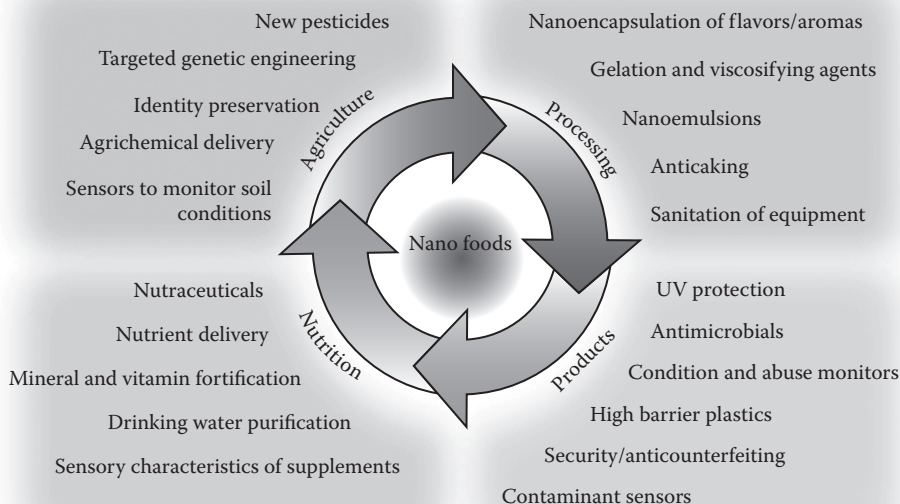 New pesticides
Targeted genetic engineering
Identity preservation
Agrichemical delivery
Sensors to monitor soil
conditions
Agriculture
Nanoencapsulation of flavors/aromas
Gelation and viscosifying agents
Nanoemulsions
Anticaking
Sanitation of equipment
Processing
Nano foods
Nutraceuticals
Nutrient delivery
Mineral and vitamin fortification
Drinking water purification
Sensory characteristics of supplements
Nutrition
UV protection
Antimicrobials
Condition and abuse monitors
High barrier plastics
Security/anticounterfeiting
Contaminant sensors
Products